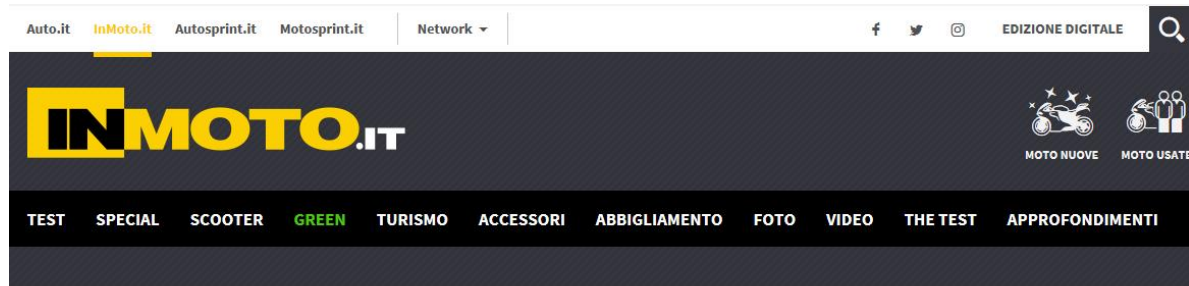 Auto.it InMoto.it Autosprint.it Motosprint.it Network EDIZIONE DIGITALE
INMOTO.IT
MOTO NUOVE MOTO USATE
TEST SPECIAL SCOOTER GREEN TURISMO ACCESSORI ABBIGLIAMENTO FOTO VIDEO THE TEST APPROFONDIMENTI